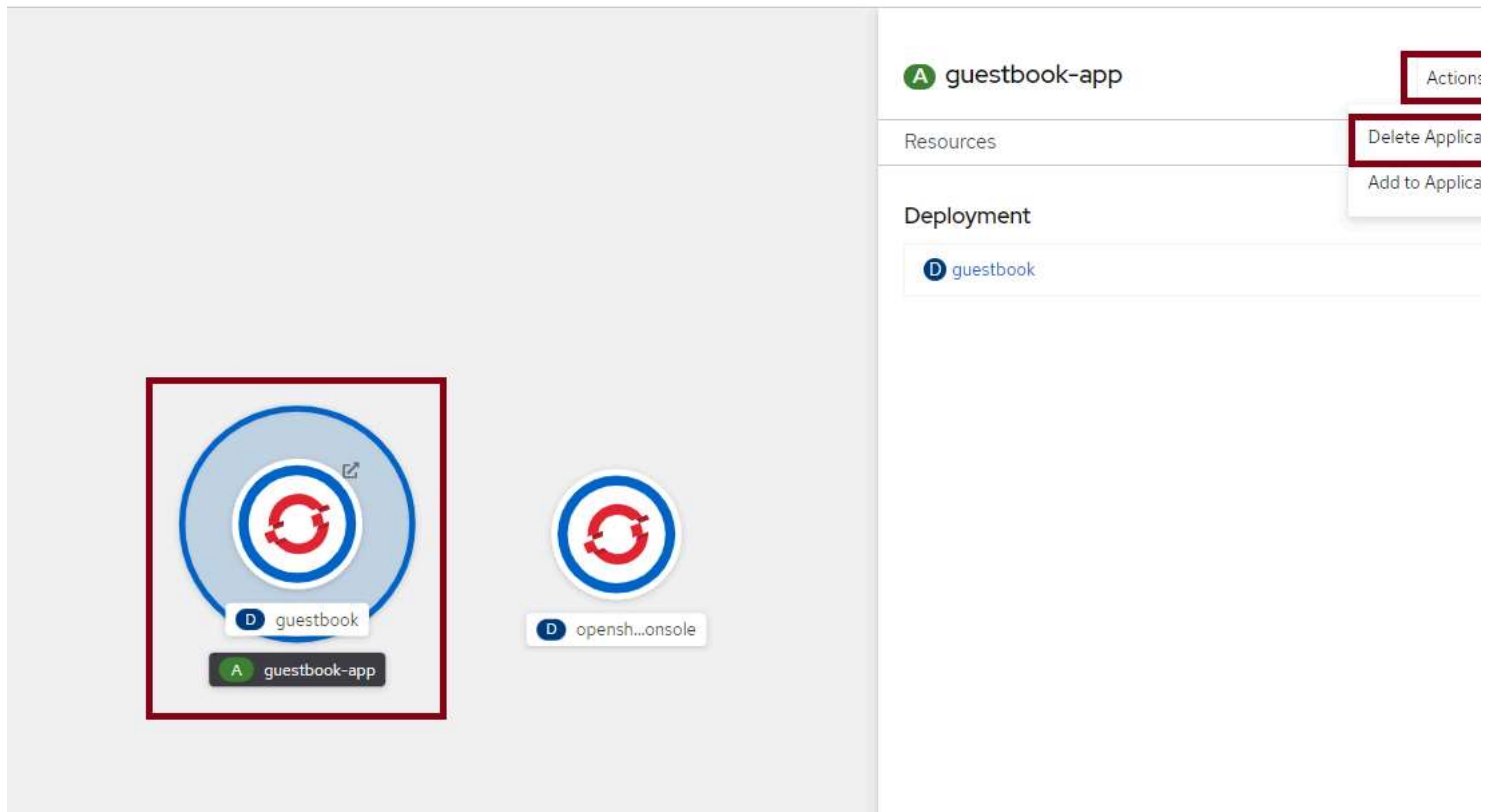 A guestbook-app
Actions
Resources
Delete Applica
Add to Applica
Deployment
D guestbook
D guestbook
D opensh...onsole
A guestbook-app